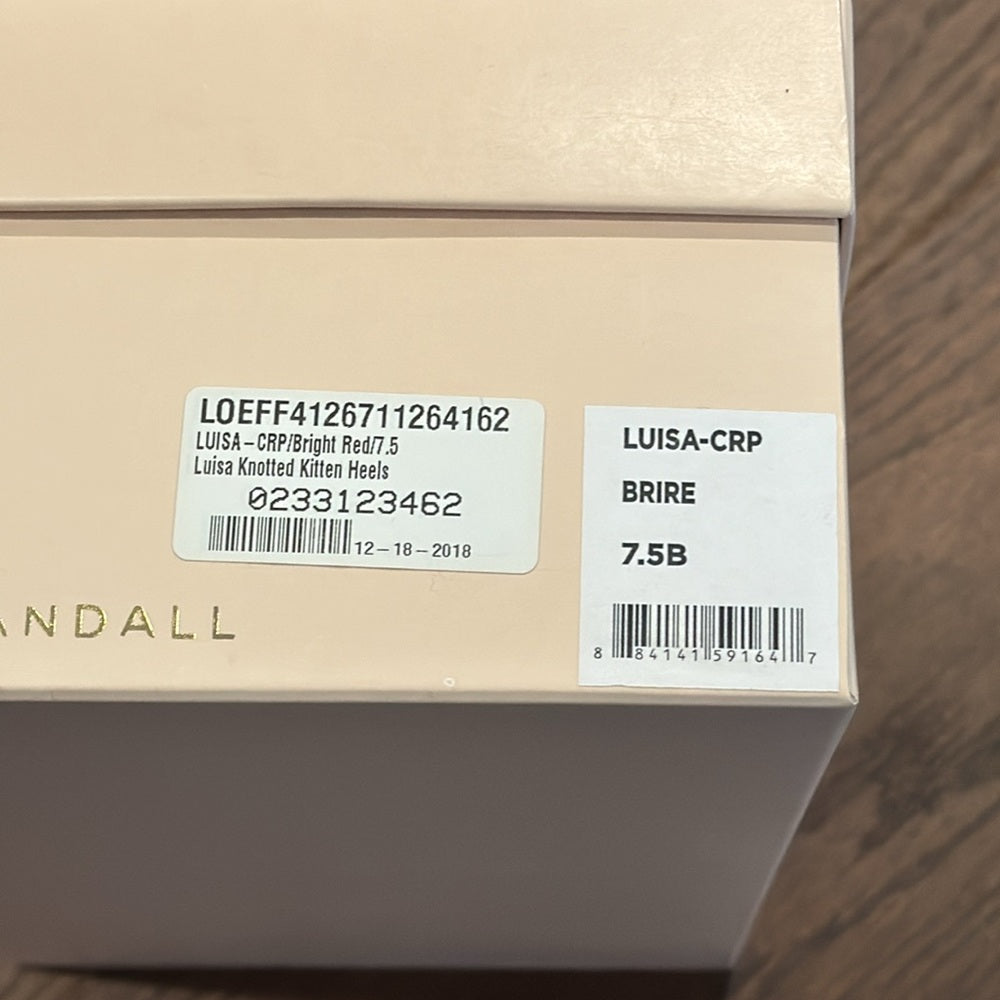 LOEFF4126711264162
LUISA-CRP/Bright Red/7.5
Luisa Knotted Kitten Heels
0233123462
12-18-2018
LUISA-CRP
BRIRE
7.5B
8 84141 59164 7
ANDALL